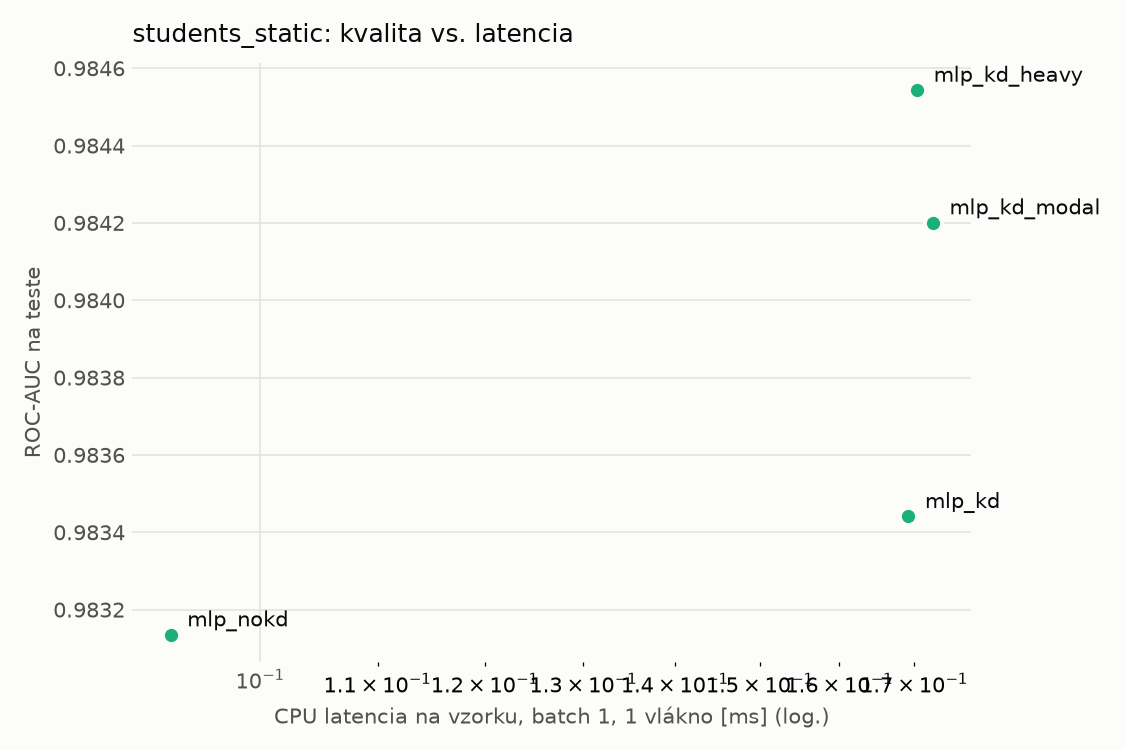 students_static: kvalita vs. latencia
0.9846
mlp_kd_heavy
0.9844
0.9842
mlp_kd_modal
0.9840
0.9838
0.9836
0.9834
mlp_kd
0.9832
mlp_nokd
ROC-AUC na teste
10⁻¹ 1.1 × 10⁻¹ 1.2 × 10⁻¹ 1.3 × 10⁻¹ 1.4 × 10⁻¹ 1.5 × 10⁻¹ 1.6 × 10⁻¹ 1.7 × 10⁻¹
CPU latencia na vzorku, batch 1, 1 vlákno [ms] (log.)